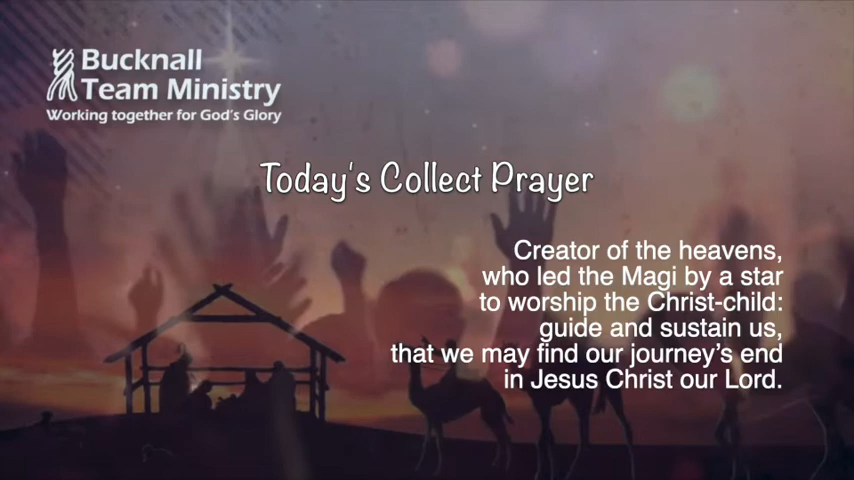 Bucknall
Team Ministry
Working together for God's Glory
Today's Collect Prayer
Creator of the heavens,
who led the Magi by a star
to worship the Christ-child:
guide and sustain us,
that we may find our journey’s end
in Jesus Christ our Lord.